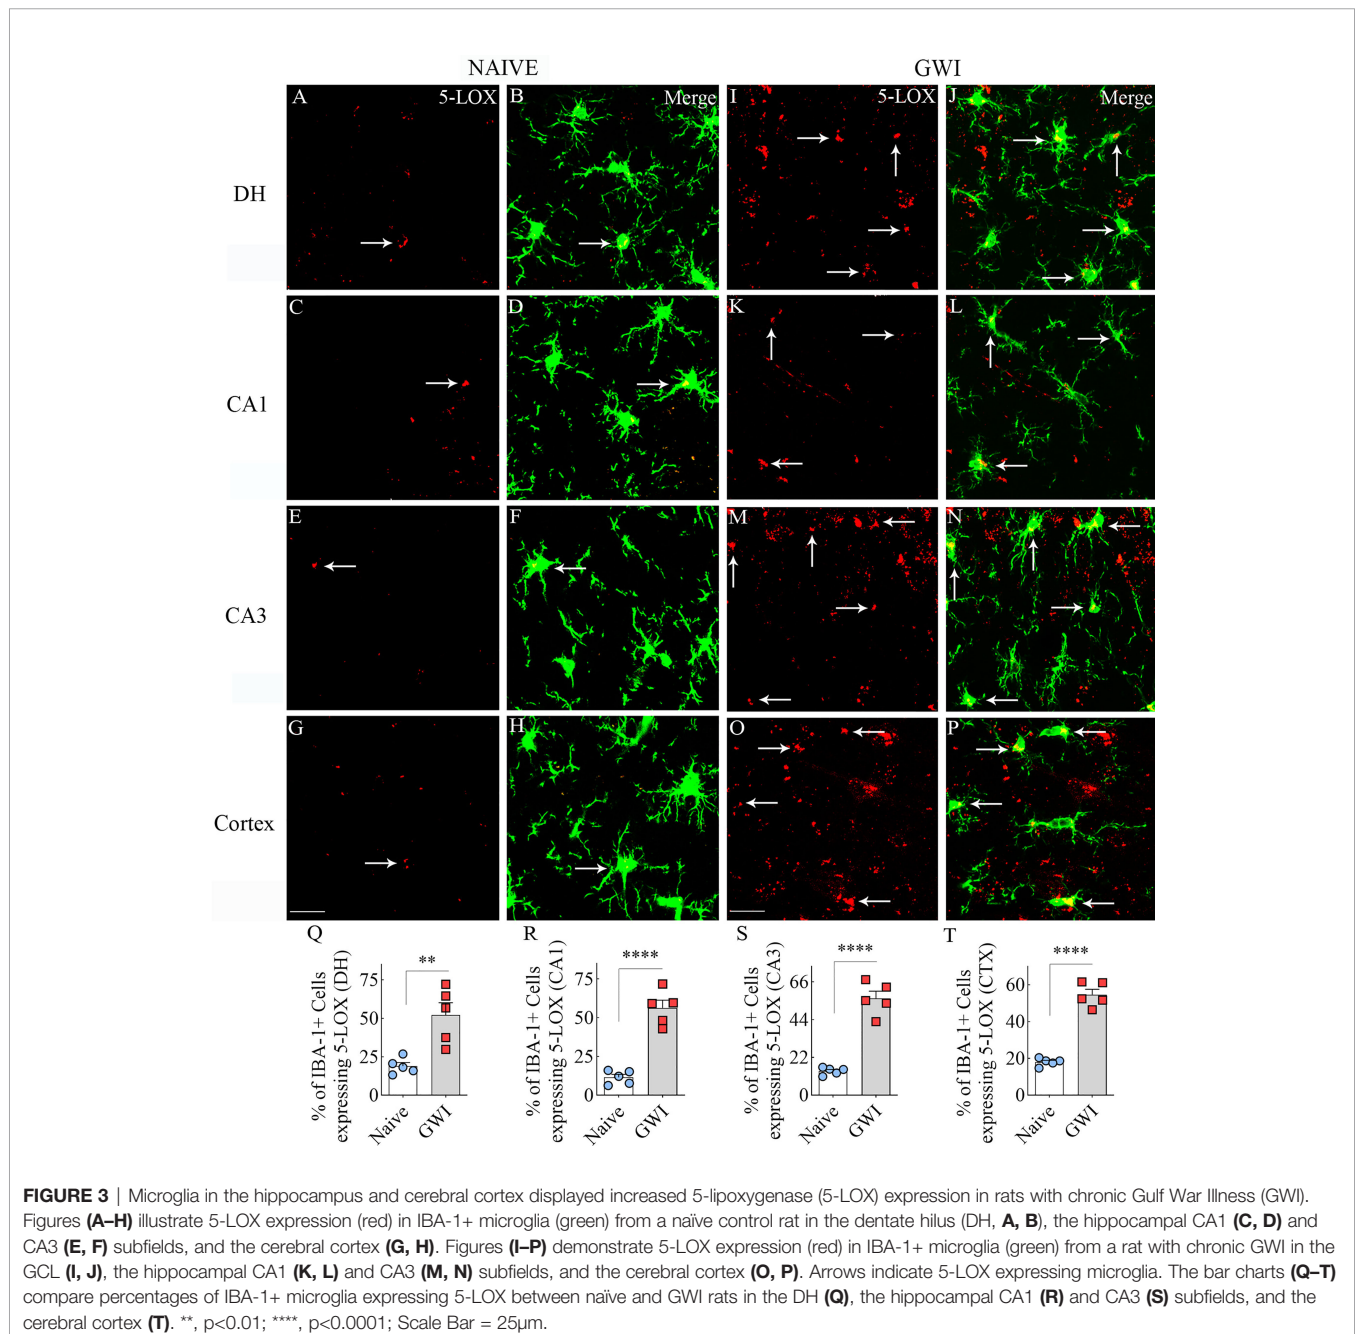 NAIVE GWI
A 5-LOX B Merge I 5-LOX J Merge
DH
C D K L
CA1
E F M N
CA3
G H O P
Cortex
Q R S T
% of IBA-1+ Cells
expressing 5-LOX (DH)
**
75
50
25
0
Naive GWI
% of IBA-1+ Cells
expressing 5-LOX (CA1)
****
75
50
25
0
Naive GWI
% of IBA-1+ Cells
expressing 5-LOX (CA3)
****
66
44
22
0
Naive GWI
% of IBA-1+ Cells
expressing 5-LOX (CTX)
****
60
40
20
0
Naive GWI
FIGURE 3 | Microglia in the hippocampus and cerebral cortex displayed increased 5-lipoxygenase (5-LOX) expression in rats with chronic Gulf War Illness (GWI).
Figures (A–H) illustrate 5-LOX expression (red) in IBA-1+ microglia (green) from a naïve control rat in the dentate hilus (DH, A, B), the hippocampal CA1 (C, D) and
CA3 (E, F) subfields, and the cerebral cortex (G, H). Figures (I–P) demonstrate 5-LOX expression (red) in IBA-1+ microglia (green) from a rat with chronic GWI in the
GCL (I, J), the hippocampal CA1 (K, L) and CA3 (M, N) subfields, and the cerebral cortex (O, P). Arrows indicate 5-LOX expressing microglia. The bar charts (Q–T)
compare percentages of IBA-1+ microglia expressing 5-LOX between naïve and GWI rats in the DH (Q), the hippocampal CA1 (R) and CA3 (S) subfields, and the
cerebral cortex (T). **, p<0.01; ****, p<0.0001; Scale Bar = 25μm.